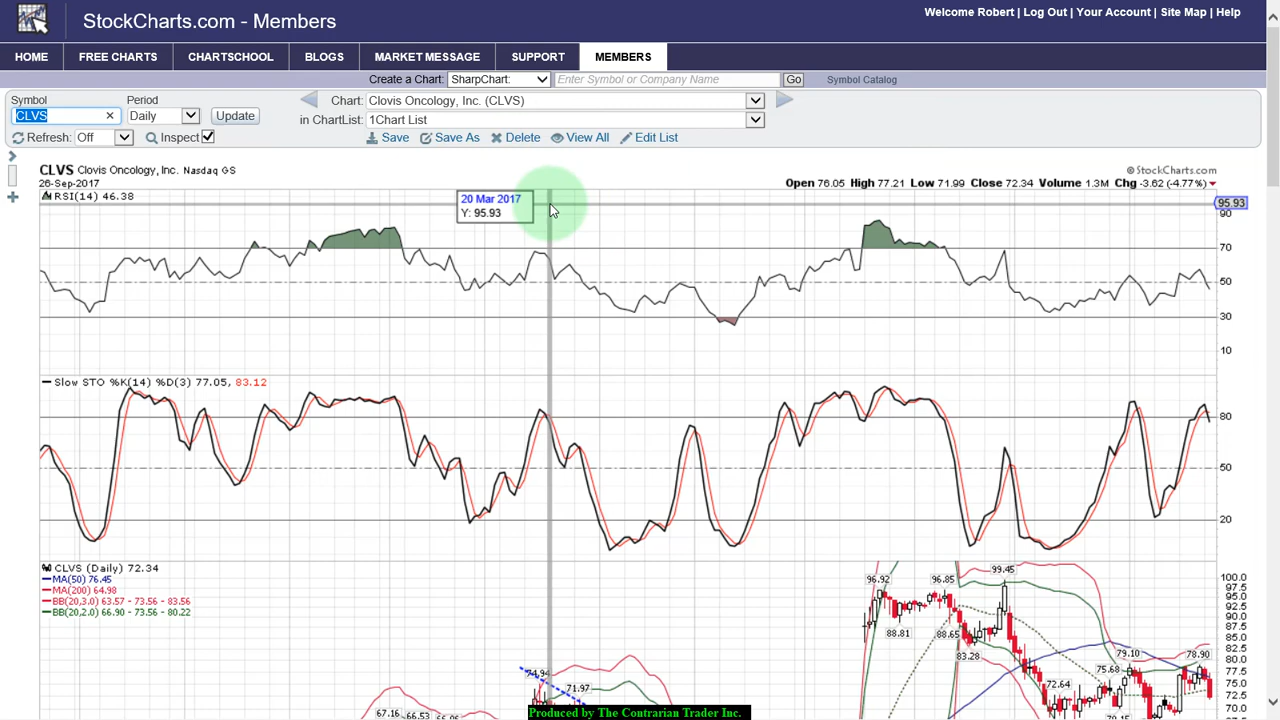 StockCharts.com - Members
Welcome Robert | Log Out | Your Account | Site Map | Help
HOME FREE CHARTS CHARTSCHOOL BLOGS MARKET MESSAGE SUPPORT MEMBERS
Create a Chart: SharpChart: Enter Symbol or Company Name Go Symbol Catalog
Symbol Period Chart: Clovis Oncology, Inc. (CLVS)
CLVS × Daily Update in ChartList: 1Chart List
Refresh: Off Inspect Save Save As Delete View All Edit List
CLVS Clovis Oncology, Inc. Nasdaq GS © StockCharts.com
26-Sep-2017 Open 76.05 High 77.21 Low 71.99 Close 72.34 Volume 1.3M Chg -3.62 (-4.77%)
RSI(14) 46.38
20 Mar 2017
Y: 95.93
95.93
90
70
50
30
10
Slow STO %K(14) %D(3) 77.05, 83.12
80
50
20
CLVS (Daily) 72.34
MA(50) 76.45
MA(200) 64.98
BB(20,3.0) 63.57 - 73.56 - 83.56
BB(20,2.0) 66.90 - 73.56 - 80.22
96.92 96.85 99.45
88.81 88.65
83.28
79.10 78.90
75.68
72.64
74.94
71.97
67.16 66.53
100.0
97.5
95.0
92.5
90.0
87.5
85.0
82.5
80.0
77.5
75.0
72.5
70.0
Produced by The Contrarian Trader Inc.